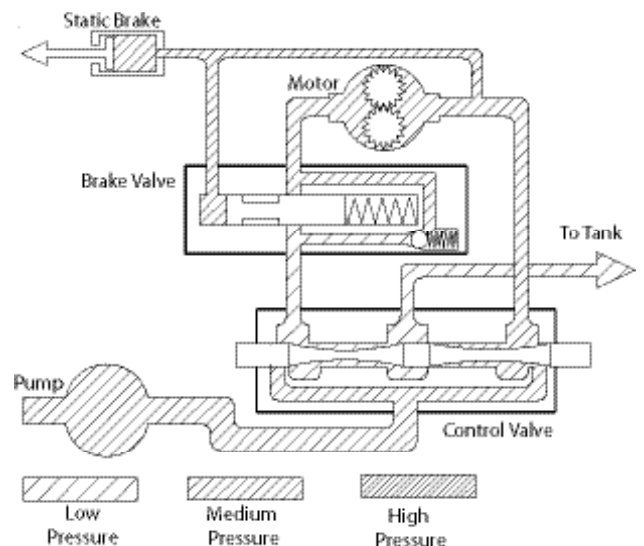 Static Brake
Motor
Brake Valve
To Tank
Pump
Control Valve
Low
Pressure
Medium
Pressure
High
Pressure